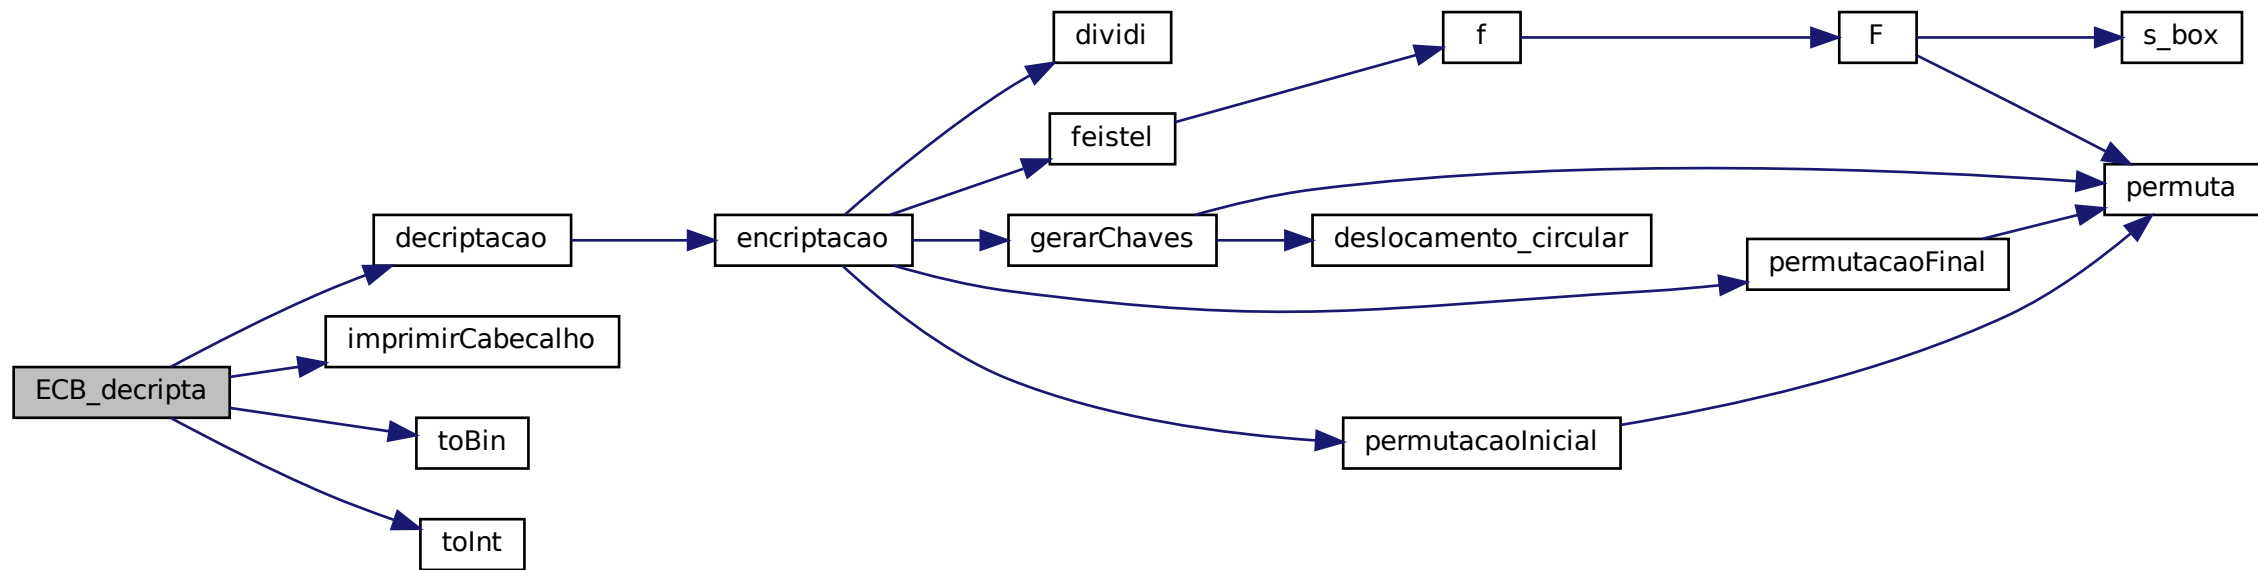 dividi
f
F
s_box
feistel
permuta
decriptacao
encriptacao
gerarChaves
deslocamento_circular
permutacaoFinal
imprimirCabecalho
ECB_decripta
toBin
permutacaoInicial
toInt